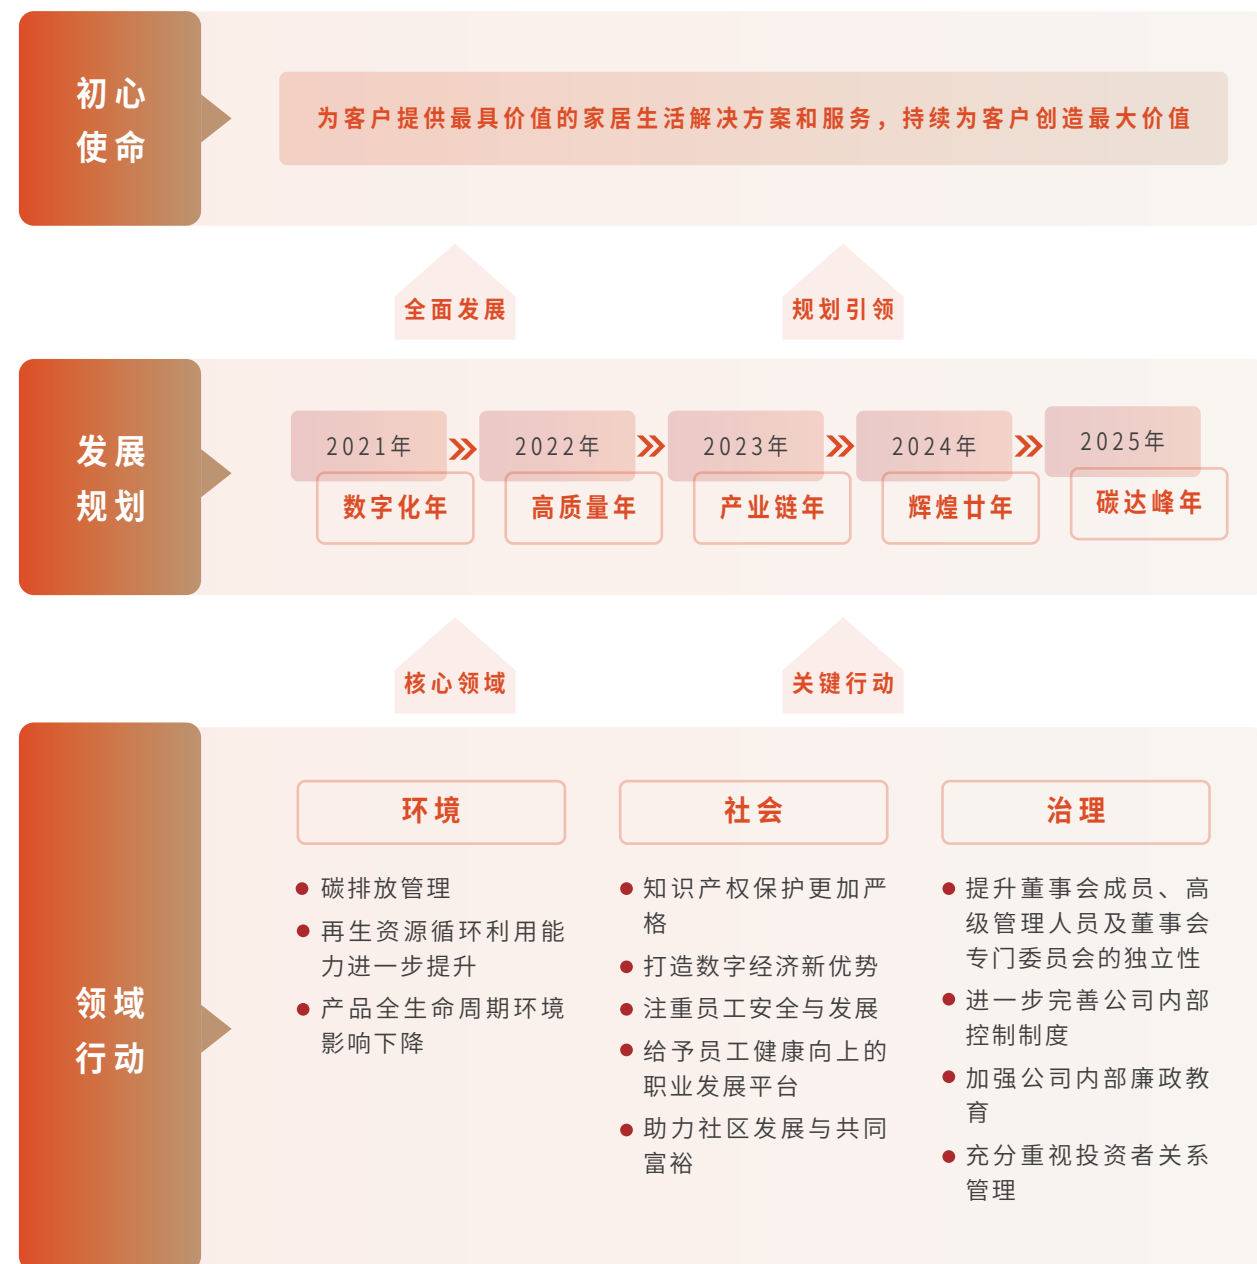 初心
使命
为客户提供最具价值的家居生活解决方案和服务，持续为客户创造最大价值
全面发展
规划引领
发展
规划
2021年
2022年
2023年
2024年
2025年
数字化年
高质量年
产业链年
辉煌廿年
碳达峰年
核心领域
关键行动
领域
行动
环境
碳排放管理
再生资源循环利用能
力进一步提升
产品全生命周期环境
影响下降
社会
知识产权保护更加严
格
打造数字经济新优势
注重员工安全与发展
给予员工健康向上的
职业发展平台
助力社区发展与共同
富裕
治理
提升董事会成员、高
级管理人员及董事会
专门委员会的独立性
进一步完善公司内部
控制制度
加强公司内部廉政教
育
充分重视投资者关系
管理